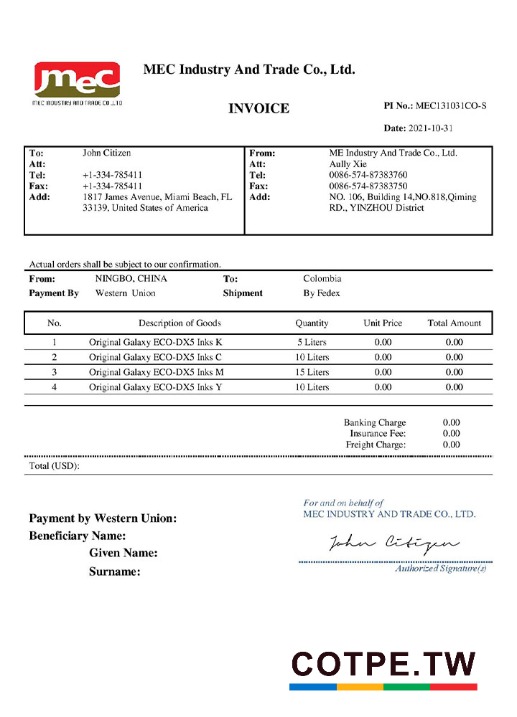 MEC
MEC INDUSTRY AND TRADE CO.,LTD
MEC Industry And Trade Co., Ltd.
INVOICE
PI No.: MEC131031CO-S
Date: 2021-10-31
To: John Citizen
Att:
Tel: +1-334-785411
Fax: +1-334-785411
Add: 1817 James Avenue, Miami Beach, FL
33139, United States of America
From: ME Industry And Trade Co., Ltd.
Att: Aully Xie
Tel: 0086-574-87383760
Fax: 0086-574-87383750
Add: NO. 106, Building 14,NO.818,Qiming
RD., YINZHOU District
Actual orders shall be subject to our confirmation.
From: NINGBO, CHINA To: Colombia
Payment By Western Union Shipment By Fedex
No. Description of Goods Quantity Unit Price Total Amount
1 Original Galaxy ECO-DX5 Inks K 5 Liters 0.00 0.00
2 Original Galaxy ECO-DX5 Inks C 10 Liters 0.00 0.00
3 Original Galaxy ECO-DX5 Inks M 15 Liters 0.00 0.00
4 Original Galaxy ECO-DX5 Inks Y 10 Liters 0.00 0.00
Banking Charge 0.00
Insurance Fee: 0.00
Freight Charge: 0.00
Total (USD):
Payment by Western Union:
Beneficiary Name:
Given Name:
Surname:
For and on behalf of
MEC INDUSTRY AND TRADE CO., LTD.
John Citizen
Authorized Signature(s)
COTPE.TW